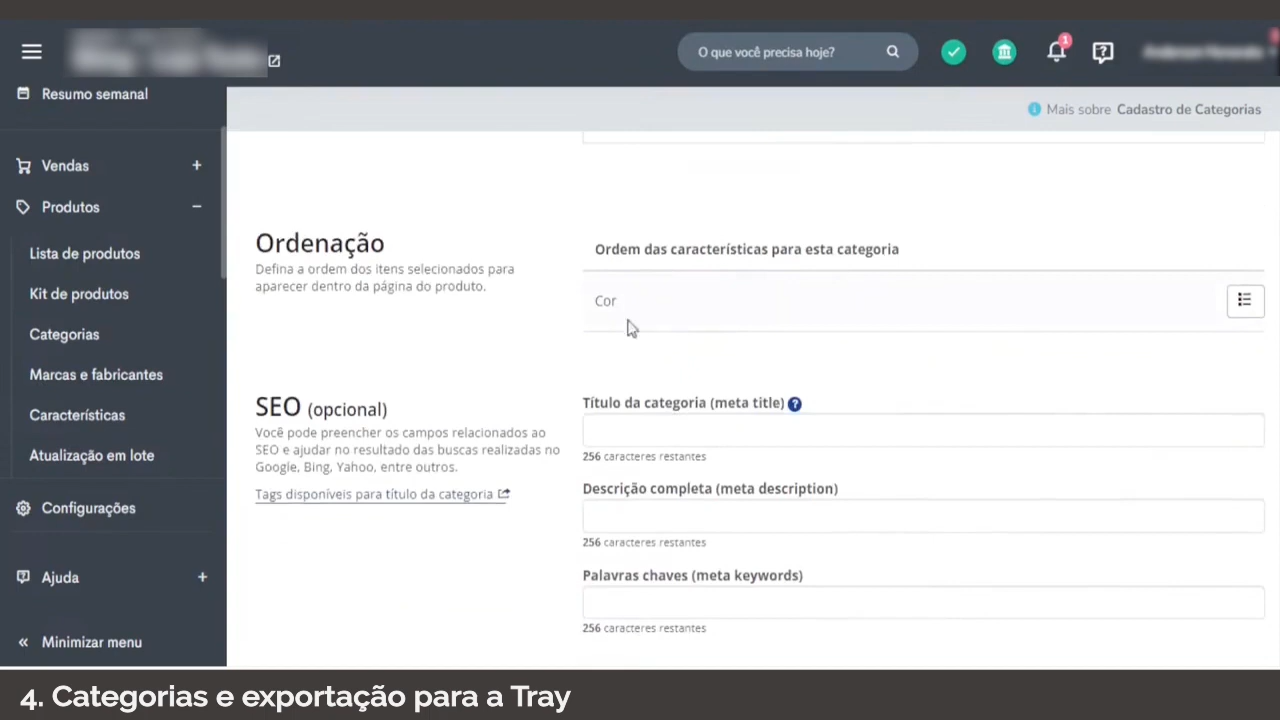 O que você precisa hoje?
1
Resumo semanal
Mais sobre Cadastro de Categorias
Vendas +
Produtos −
Lista de produtos
Kit de produtos
Categorias
Marcas e fabricantes
Características
Atualização em lote
Configurações
Ajuda +
« Minimizar menu
Ordenação
Defina a ordem dos itens selecionados para
aparecer dentro da página do produto.
Ordem das características para esta categoria
Cor
SEO (opcional)
Você pode preencher os campos relacionados ao
SEO e ajudar no resultado das buscas realizadas no
Google, Bing, Yahoo, entre outros.
Tags disponíveis para título da categoria
Título da categoria (meta title) ?
256 caracteres restantes
Descrição completa (meta description)
256 caracteres restantes
Palavras chaves (meta keywords)
256 caracteres restantes
4. Categorias e exportação para a Tray